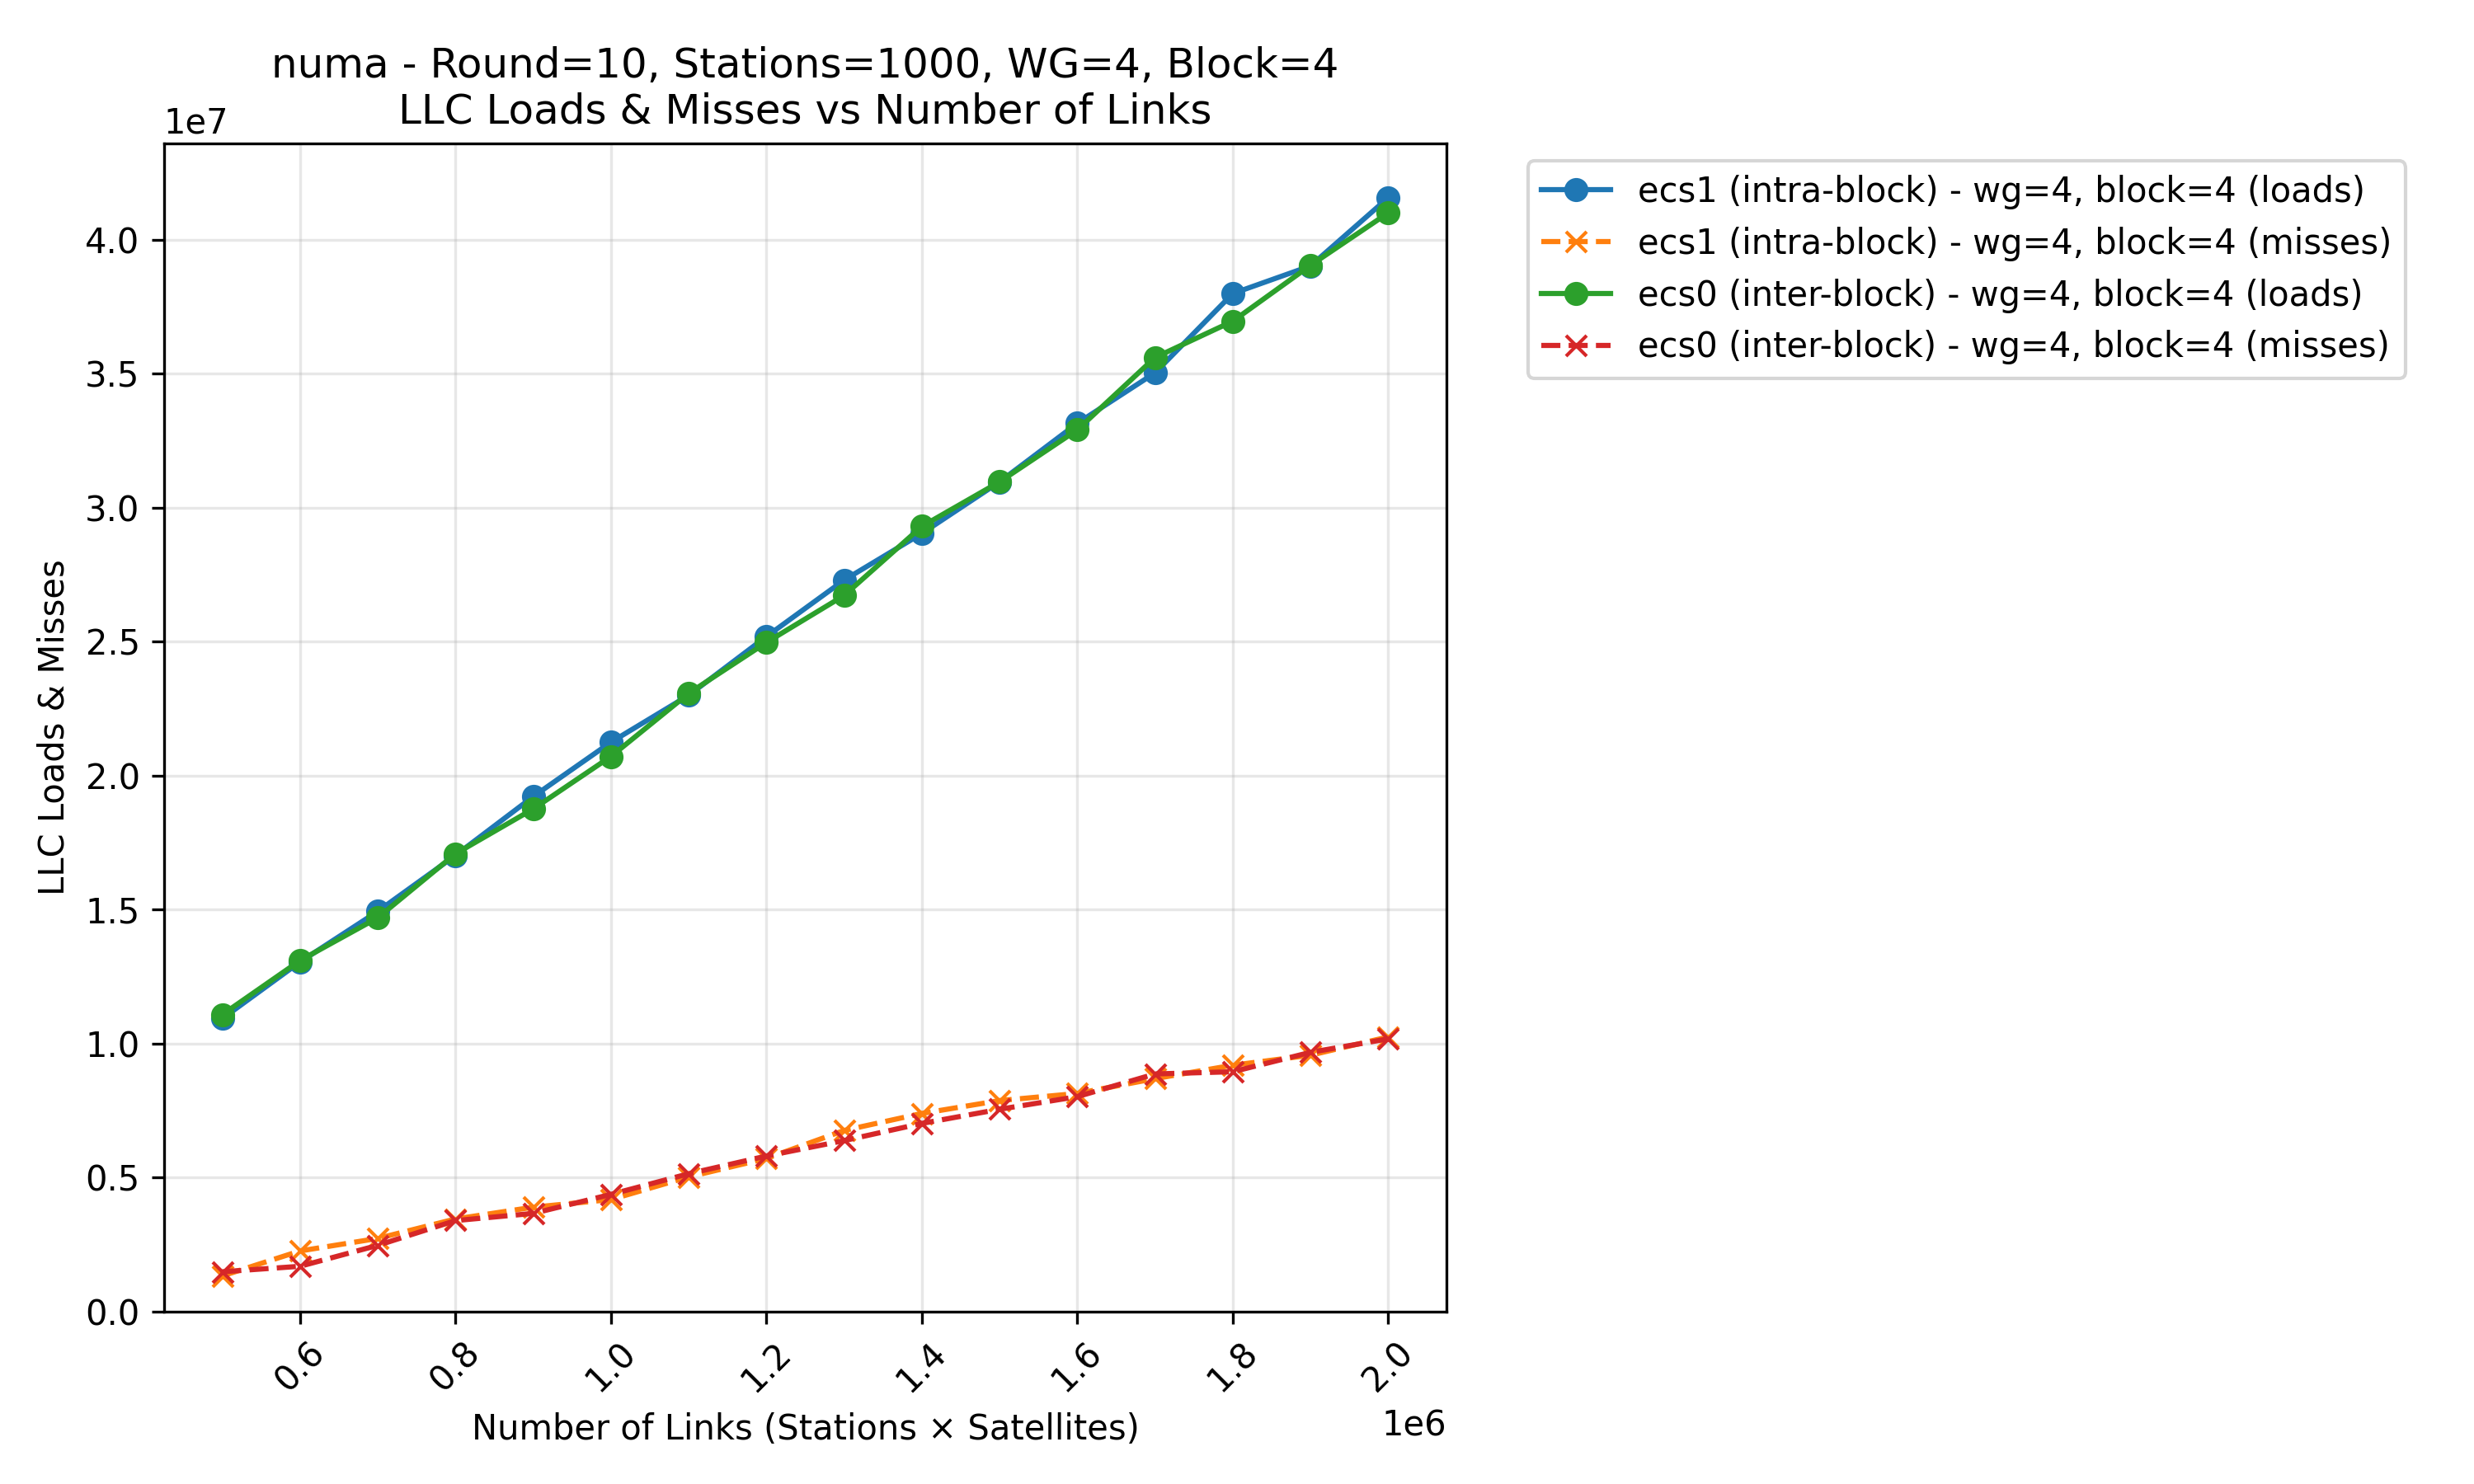 numa - Round=10, Stations=1000, WG=4, Block=4
LLC Loads & Misses vs Number of Links
1e7
4.0
3.5
3.0
2.5
2.0
1.5
1.0
0.5
0.0
LLC Loads & Misses
0.6
0.8
1.0
1.2
1.4
1.6
1.8
2.0
1e6
Number of Links (Stations × Satellites)
ecs1 (intra-block) - wg=4, block=4 (loads)
ecs1 (intra-block) - wg=4, block=4 (misses)
ecs0 (inter-block) - wg=4, block=4 (loads)
ecs0 (inter-block) - wg=4, block=4 (misses)